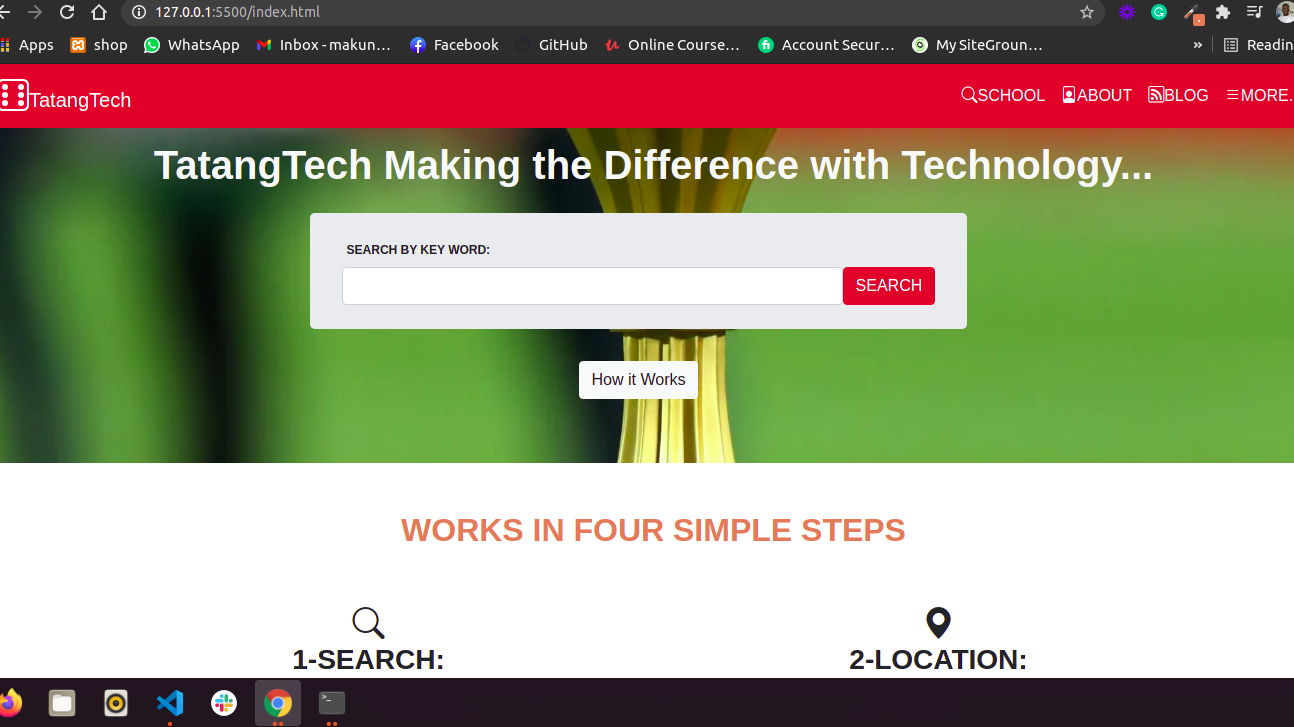 127.0.0.1:5500/index.html
Apps shop WhatsApp Inbox - makun... Facebook GitHub Online Course... Account Secur... My SiteGroun... » Readin
TatangTech SCHOOL ABOUT BLOG MORE.
TatangTech Making the Difference with Technology...
SEARCH BY KEY WORD:
SEARCH
How it Works
WORKS IN FOUR SIMPLE STEPS
1-SEARCH: 2-LOCATION: